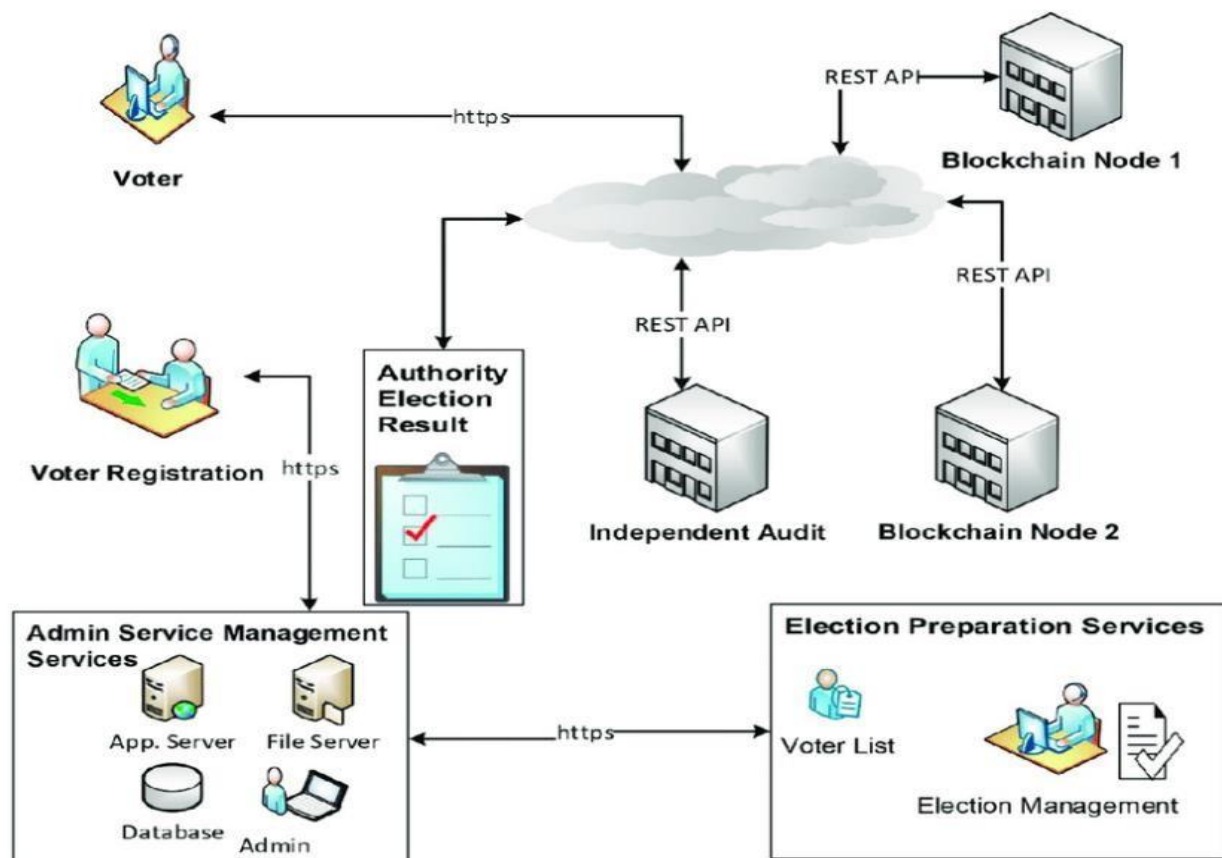 REST API
https
Voter
Blockchain Node 1
REST API
REST API
Authority
Election
Result
Voter Registration
https
Independent Audit
Blockchain Node 2
Admin Service Management
Services
App. Server
File Server
Database
Admin
https
Election Preparation Services
Voter List
Election Management